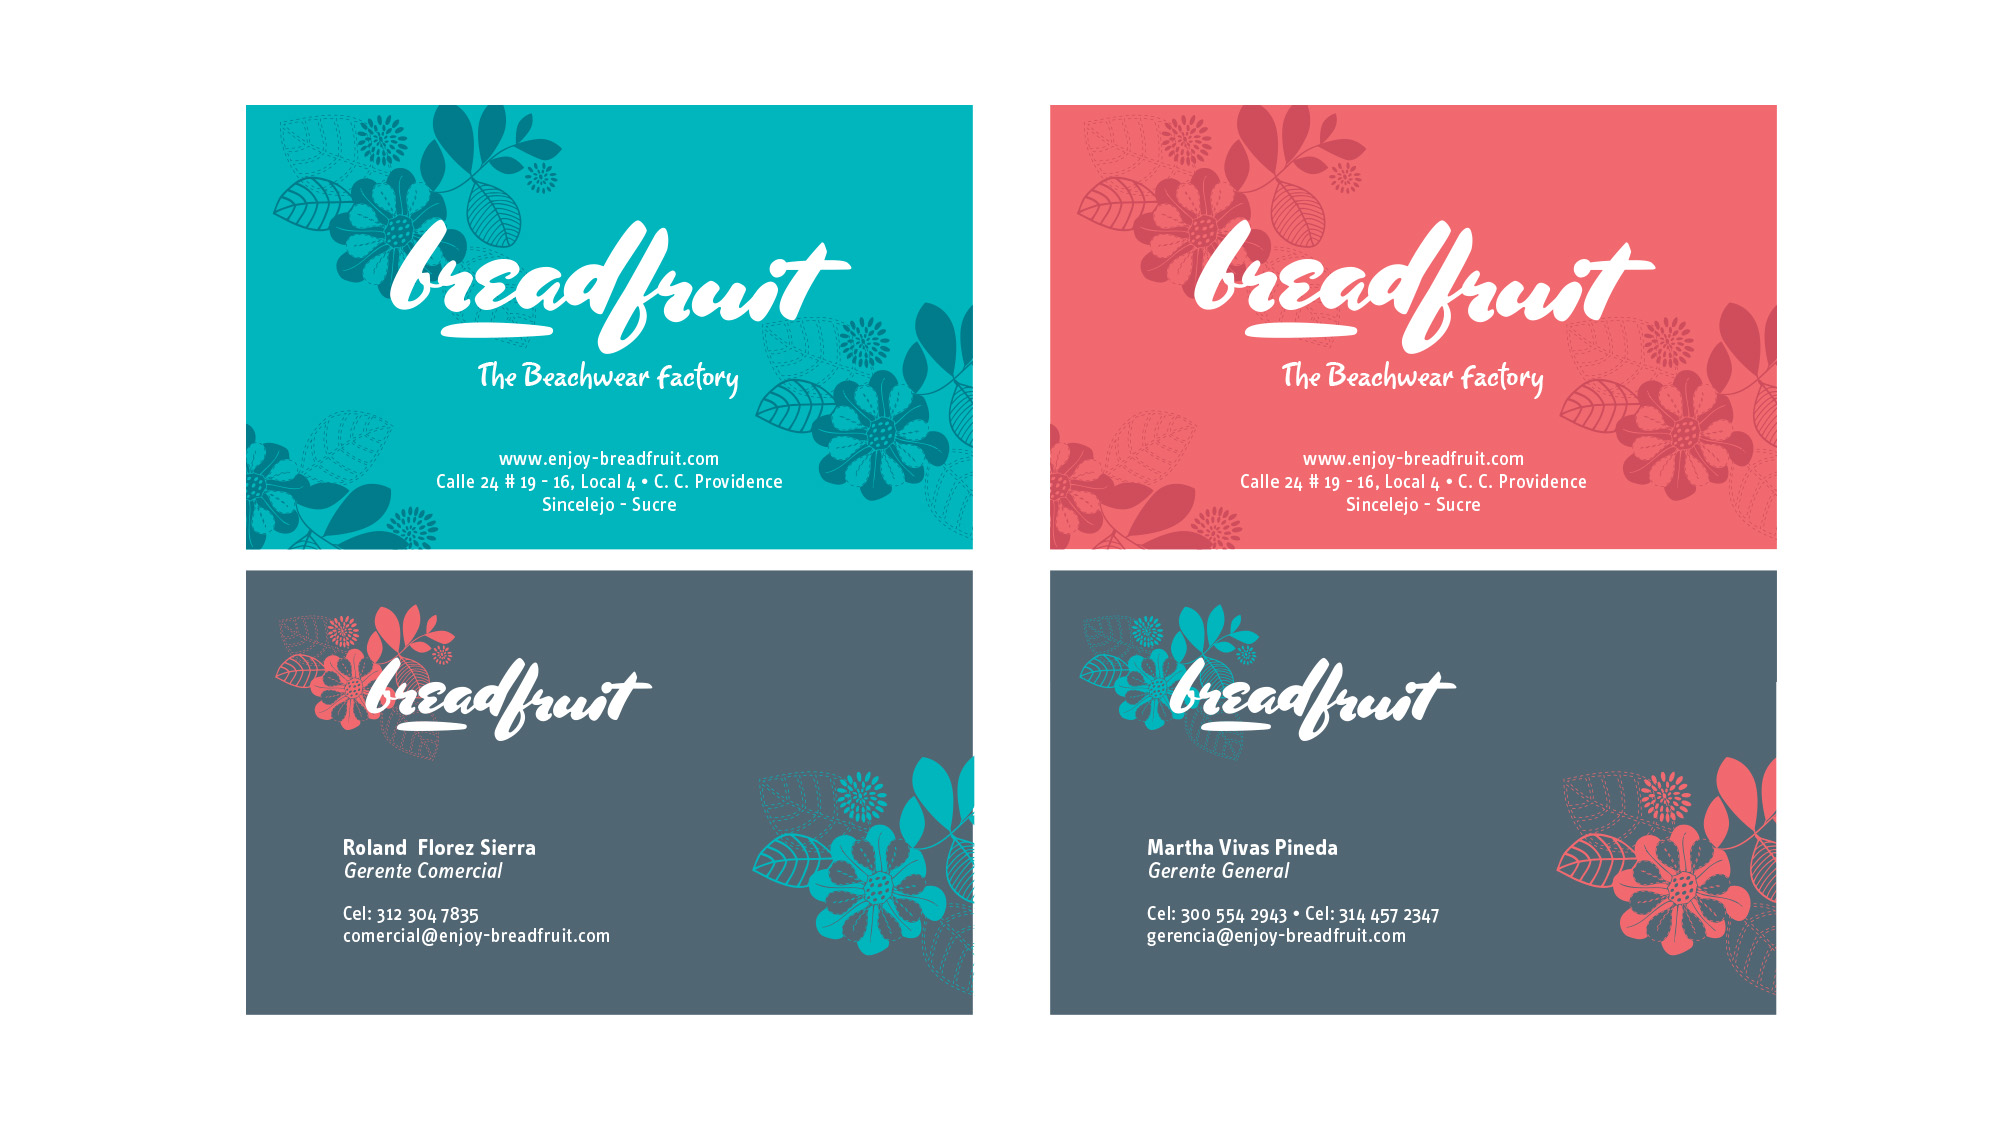 breadfruit
The Beachwear Factory
www.enjoy-breadfruit.com
Calle 24 # 19 - 16, Local 4 • C. C. Providence
Sincelejo - Sucre
breadfruit
The Beachwear Factory
www.enjoy-breadfruit.com
Calle 24 # 19 - 16, Local 4 • C. C. Providence
Sincelejo - Sucre
breadfruit
Roland  Florez Sierra
Gerente Comercial
Cel: 312 304 7835
comercial@enjoy-breadfruit.com
breadfruit
Martha Vivas Pineda
Gerente General
Cel: 300 554 2943 • Cel: 314 457 2347
gerencia@enjoy-breadfruit.com